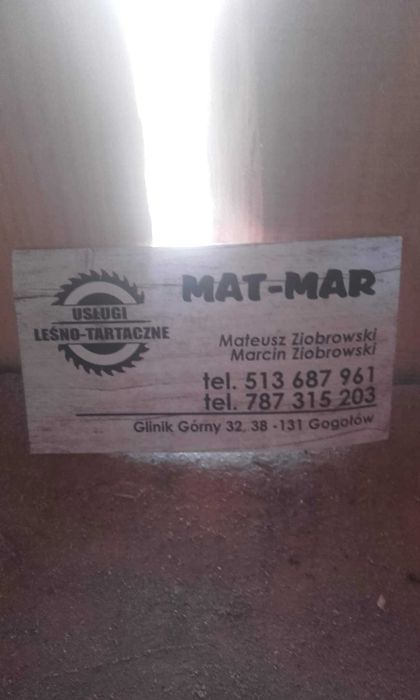 MAT-MAR
USŁUGI
LEŚNO-TARTACZNE
Mateusz Ziobrowski
Marcin Ziobrowski
tel. 513 687 961
tel. 787 315 203
Glinik Górny 32, 38 -131 Gogołów